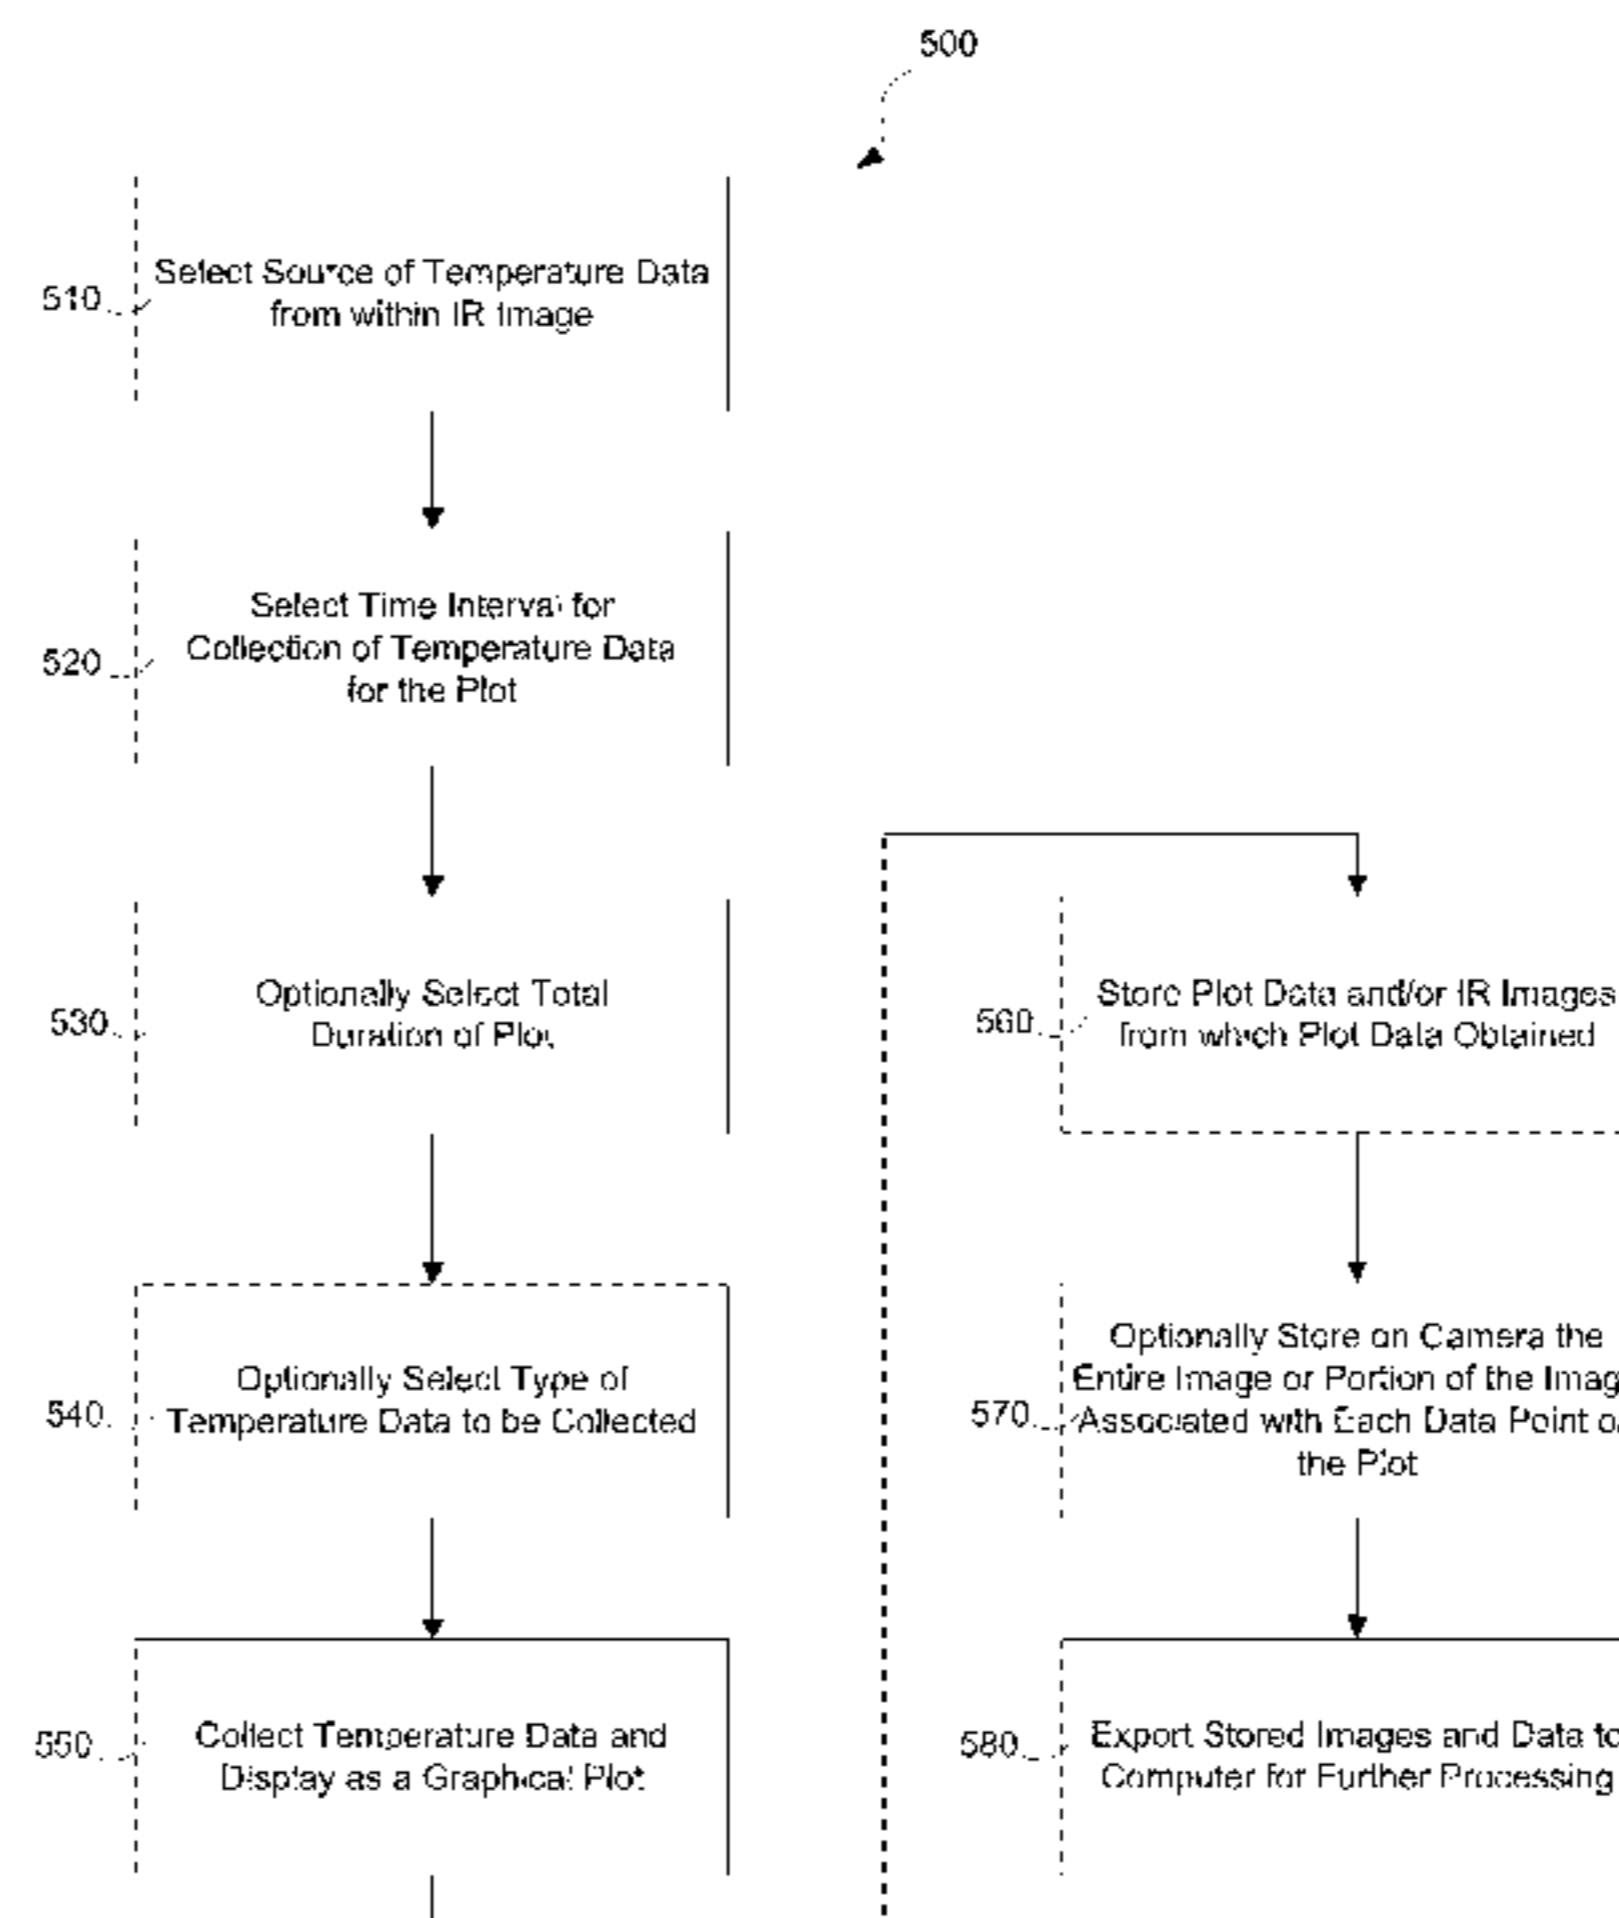 500
510
Select Source of Temperature Data
from within IR Image
520
Select Time Interval for
Collection of Temperature Data
for the Plot
530
Optionally Select Total
Duration of Plot
540
Optionally Select Type of
Temperature Data to be Collected
550
Collect Temperature Data and
Display as a Graphical Plot
560
Store Plot Data and/or IR Images
from which Plot Data Obtained
570
Optionally Store on Camera the
Entire Image or Portion of the Imag
Associated with Each Data Point o
the Plot
580
Export Stored Images and Data to
Computer for Further Processing